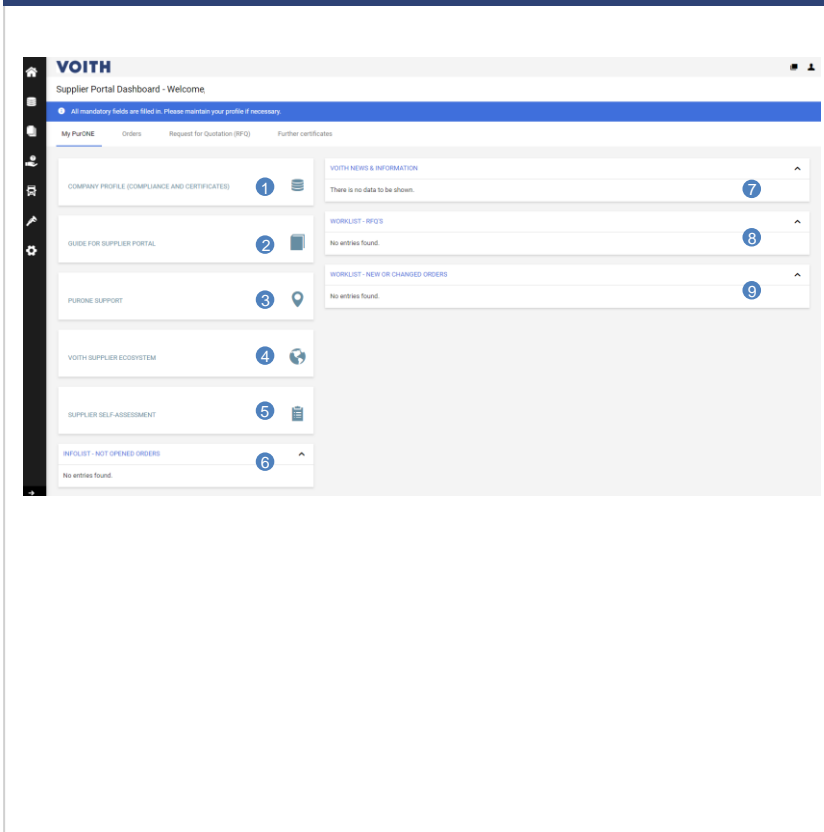 VOITH
Supplier Portal Dashboard - Welcome,
All mandatory fields are filled in. Please maintain your profile if necessary.
My PurONE Orders Request for Quotation (RFQ) Further certificates
COMPANY PROFILE (COMPLIANCE AND CERTIFICATES) 1
GUIDE FOR SUPPLIER PORTAL 2
PURONE SUPPORT 3
VOITH SUPPLIER ECOSYSTEM 4
SUPPLIER SELF-ASSESSMENT 5
INFOLIST - NOT OPENED ORDERS 6
No entries found.
VOITH NEWS & INFORMATION
There is no data to be shown. 7
WORKLIST - RFQ'S
8
No entries found.
WORKLIST - NEW OR CHANGED ORDERS
9
No entries found.